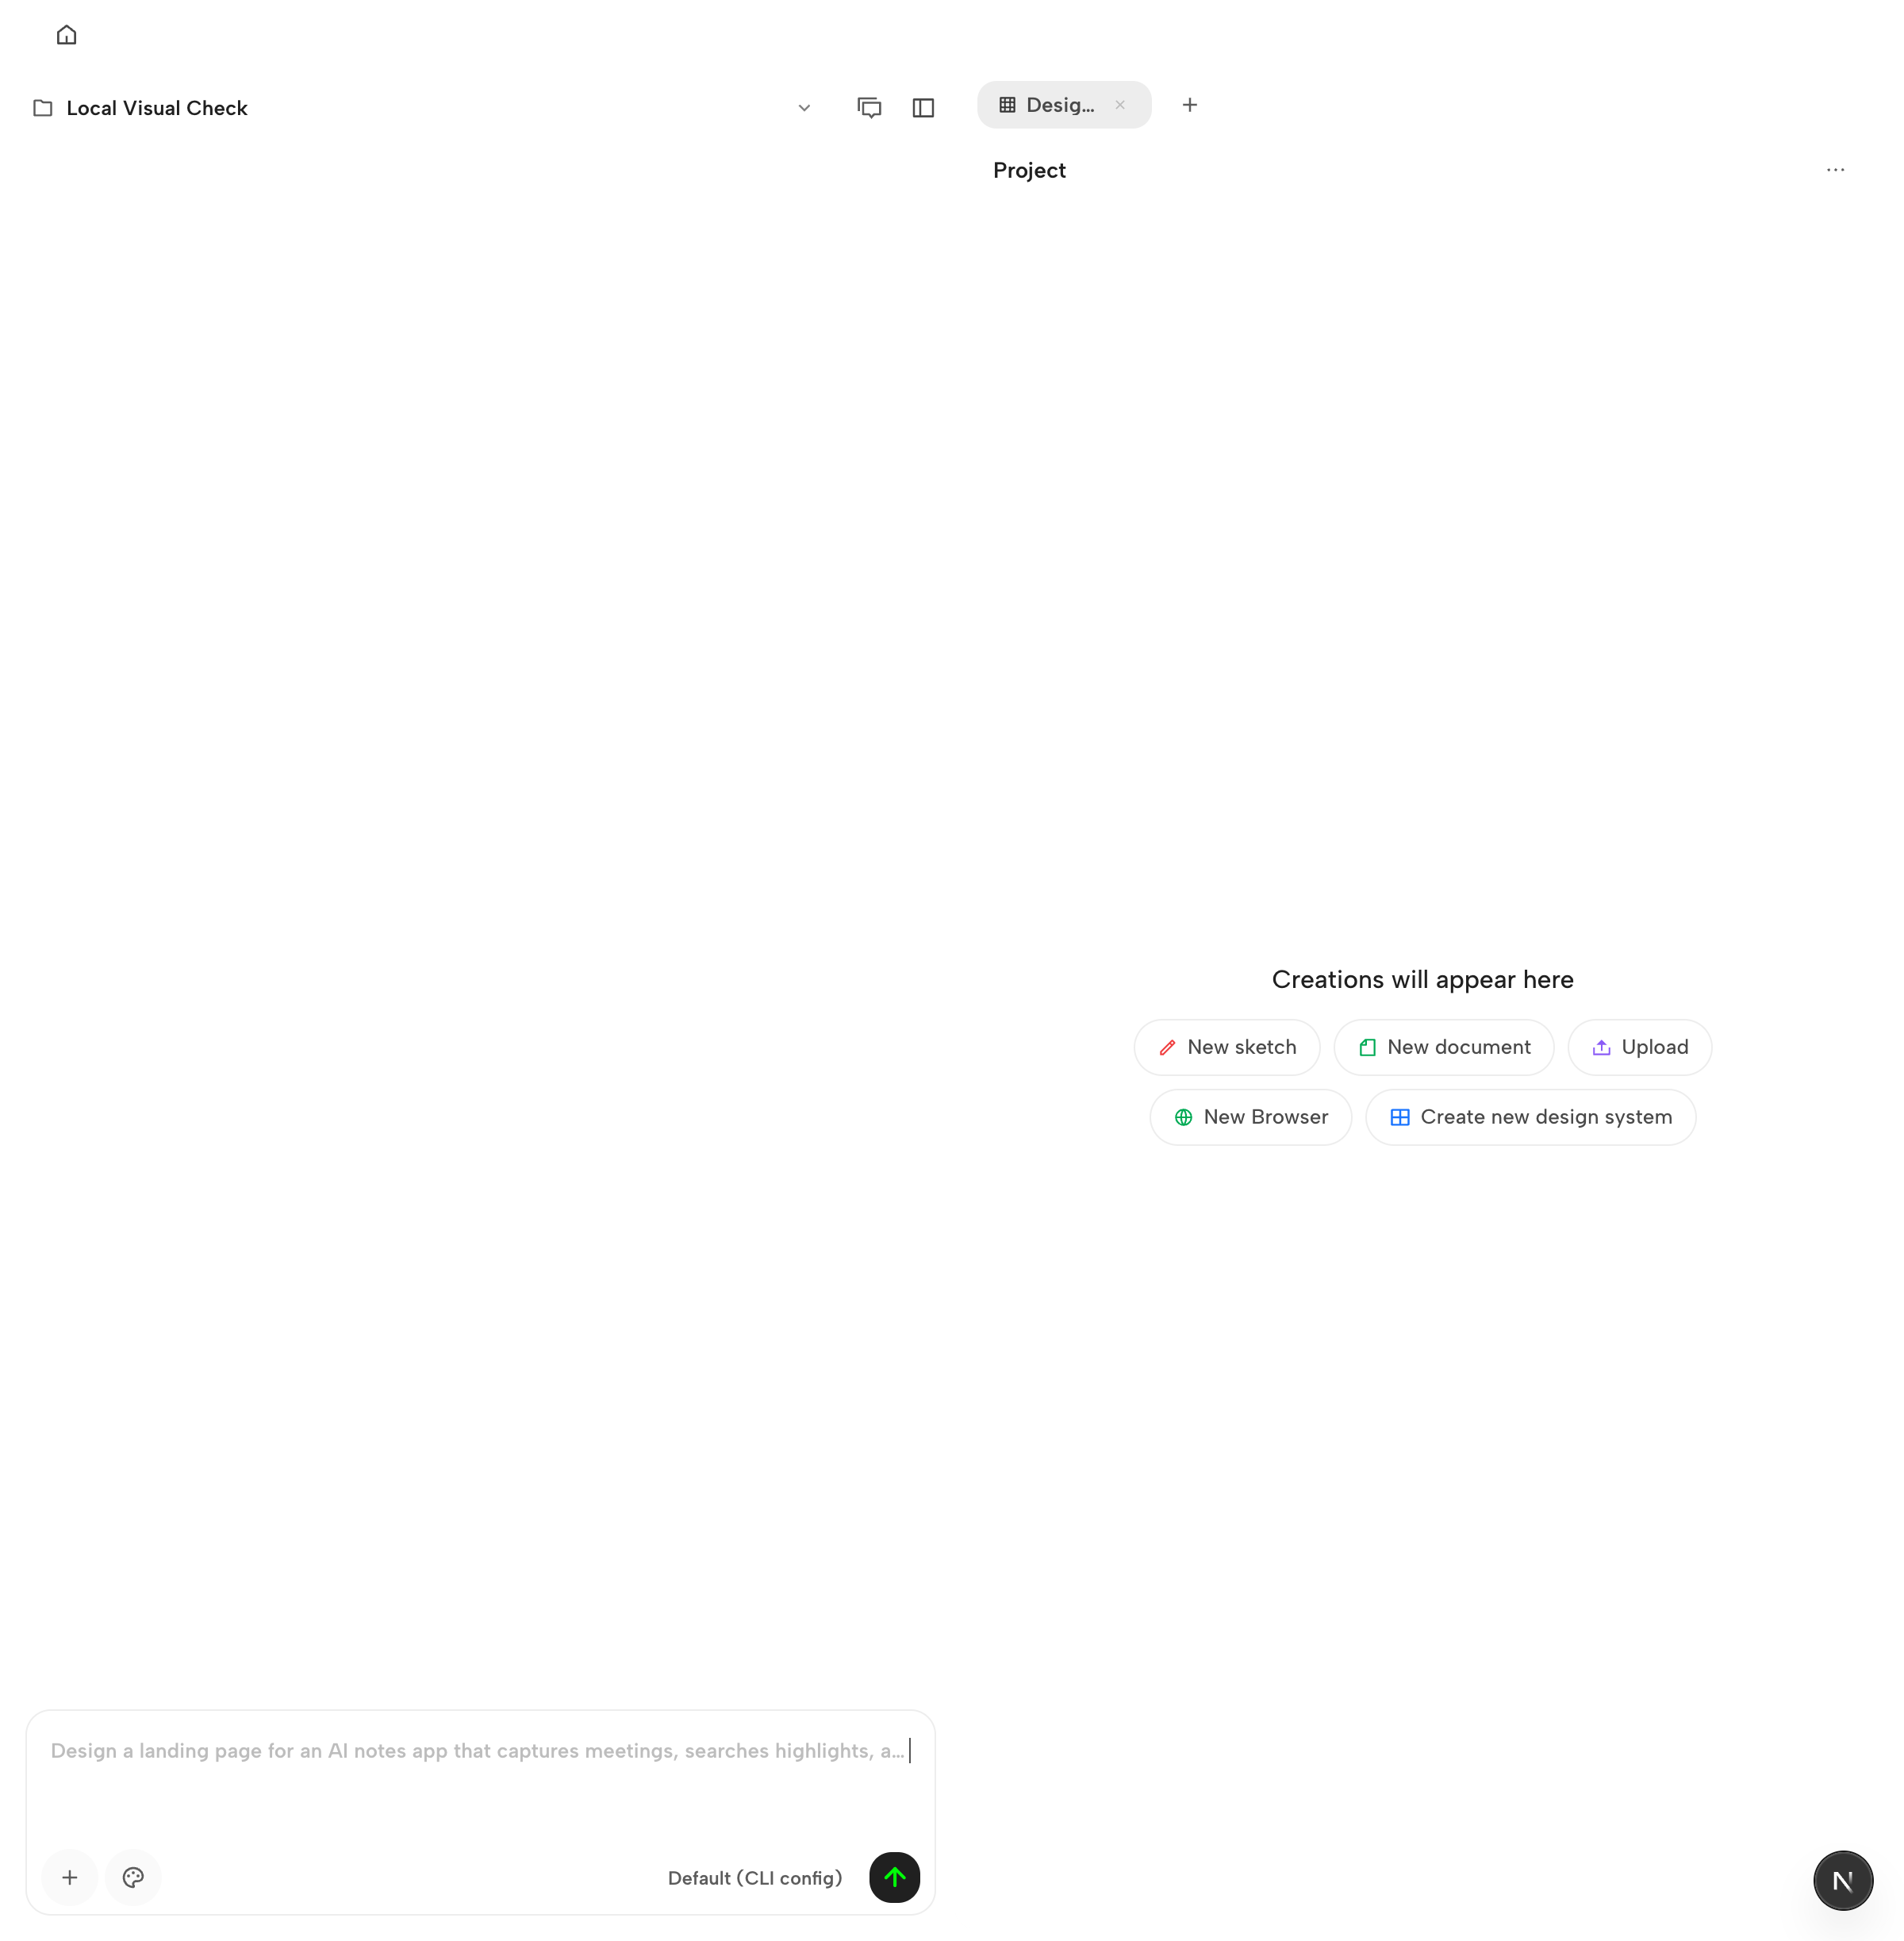 Local Visual Check
Desig...
Project
Creations will appear here
New sketch
New document
Upload
New Browser
Create new design system
Design a landing page for an AI notes app that captures meetings, searches highlights, a...
Default (CLI config)
N